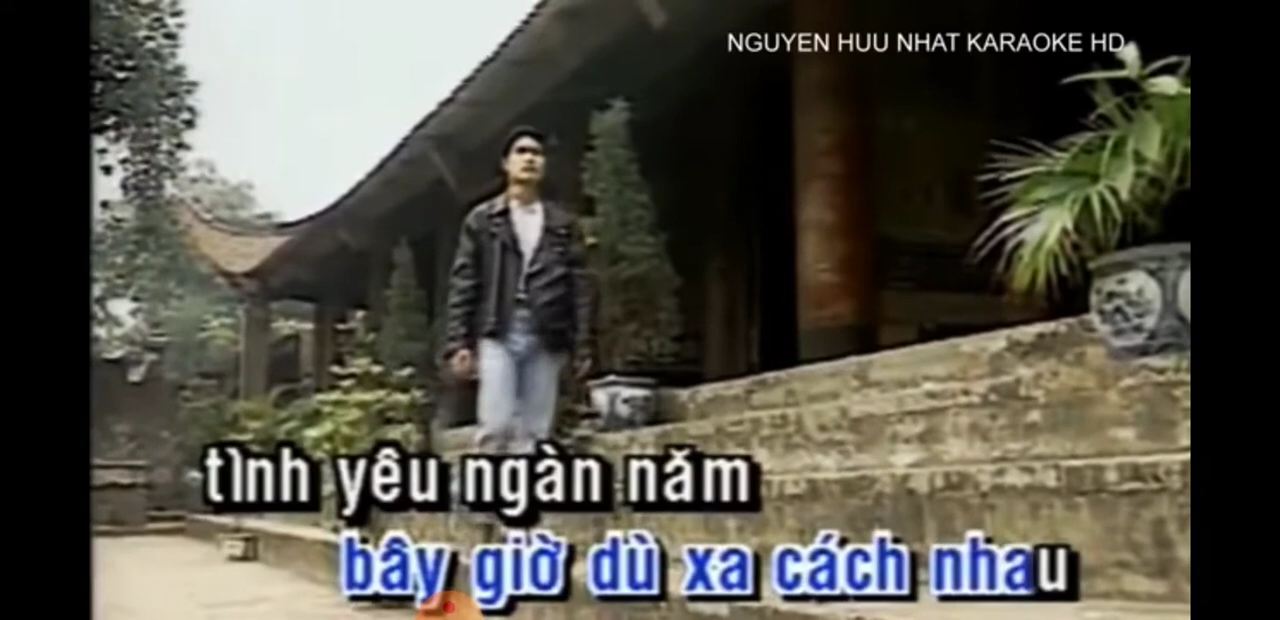 NGUYEN HUU NHAT KARAOKE HD
tình yêu ngàn năm
bây giờ dù xa cách nhau